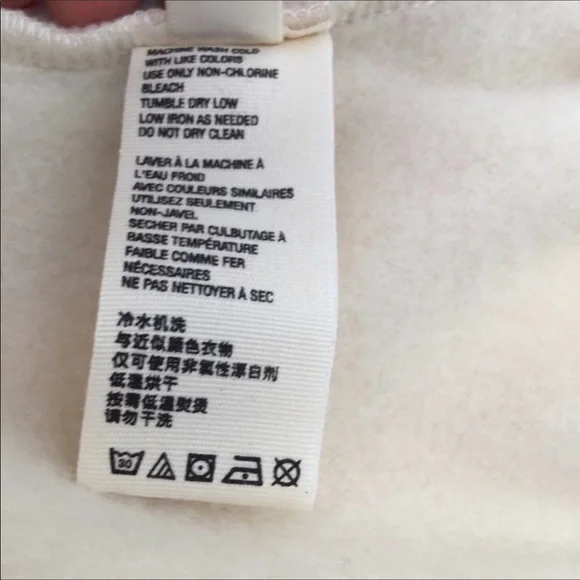 MACHINE WASH COLD
WITH LIKE COLORS
USE ONLY NON-CHLORINE
BLEACH
TUMBLE DRY LOW
LOW IRON AS NEEDED
DO NOT DRY CLEAN
LAVER À LA MACHINE À
L'EAU FROID
AVEC COULEURS SIMILAIRES
UTILISEZ SEULEMENT
NON-JAVEL
SECHER PAR CULBUTAGE À
BASSE TEMPÉRATURE
FAIBLE COMME FER
NÉCESSAIRES
NE PAS NETTOYER À SEC
冷水机洗
与近似颜色衣物
仅可使用非氯性漂白剂
低温烘干
按需低温熨烫
请勿干洗
30